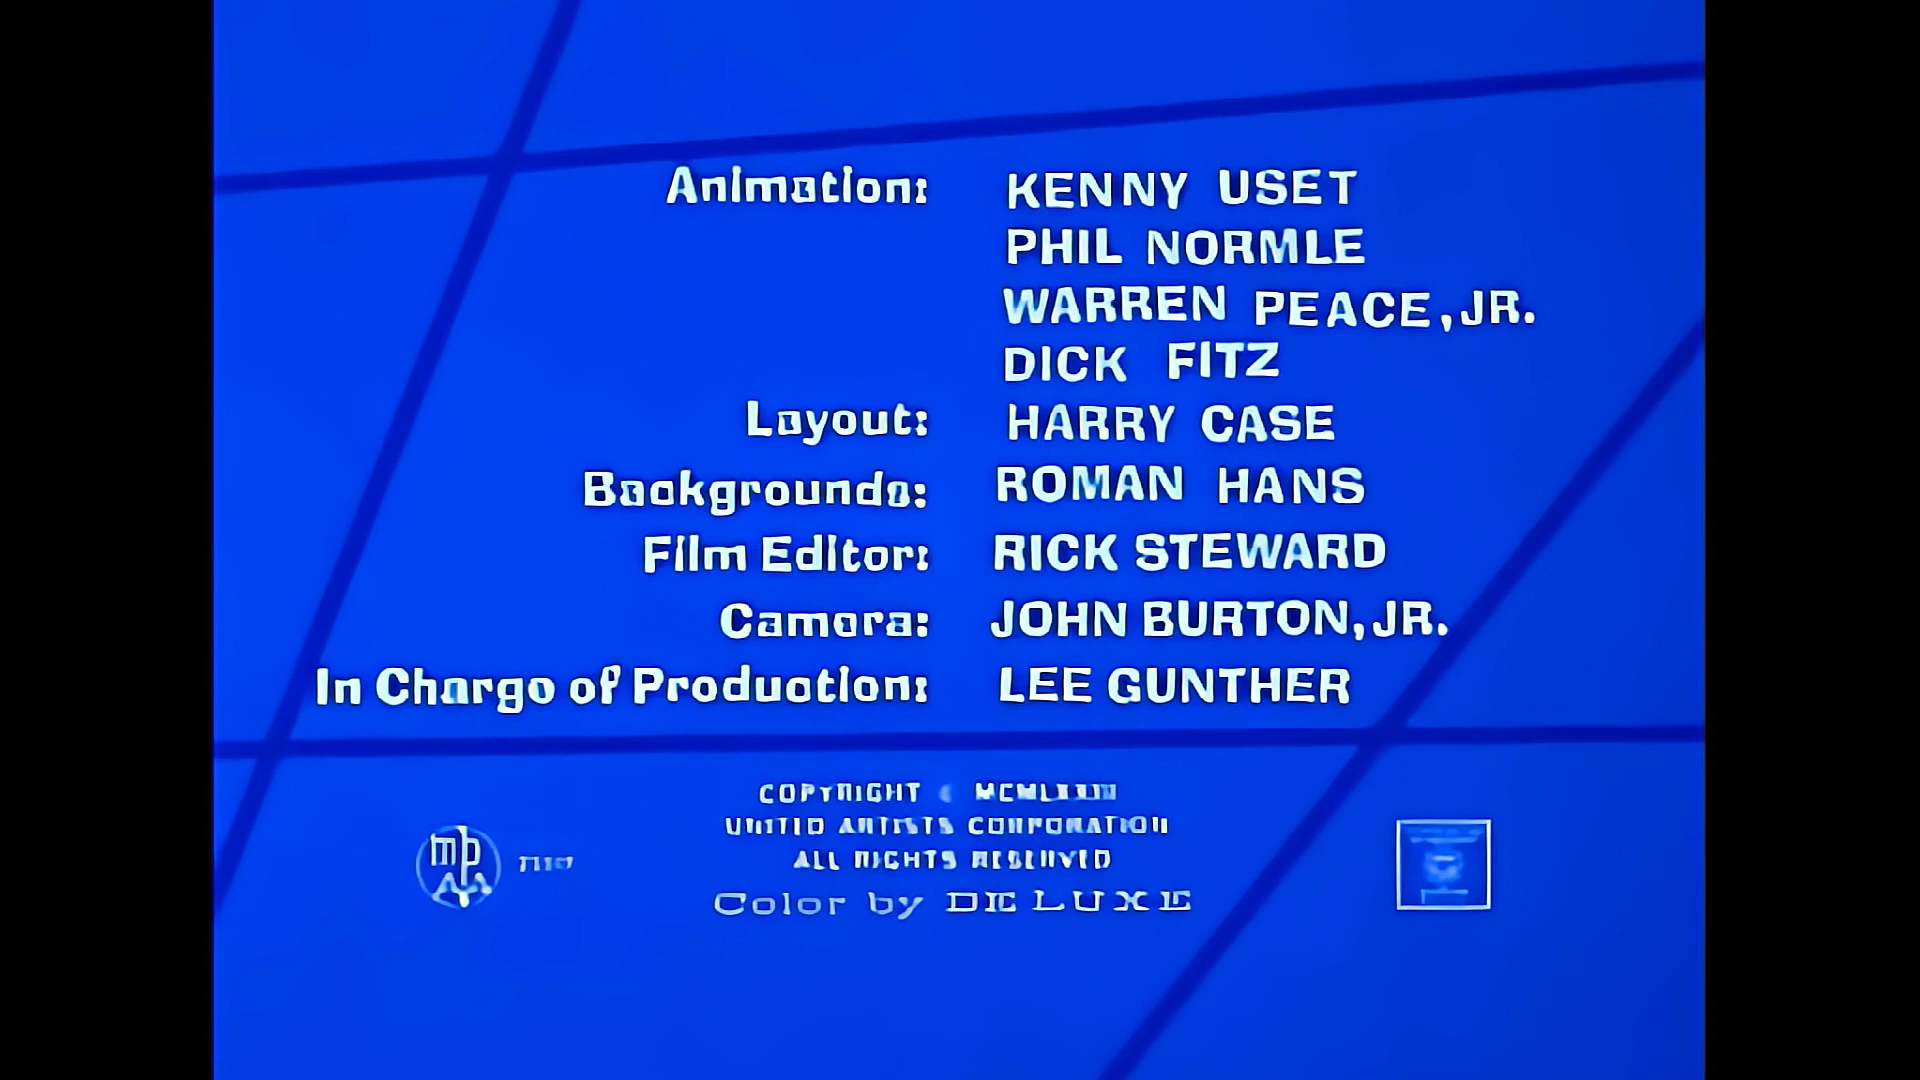 Animation: KENNY USET
PHIL NORMLE
WARREN PEACE, JR.
DICK FITZ
Layout: HARRY CASE
Backgrounds: ROMAN HANS
Film Editor: RICK STEWARD
Camera: JOHN BURTON, JR.
In Charge of Production: LEE GUNTHER
COPYRIGHT
UNITED ARTISTS CORPORATION
ALL RIGHTS RESERVED
Color by DE LUXE